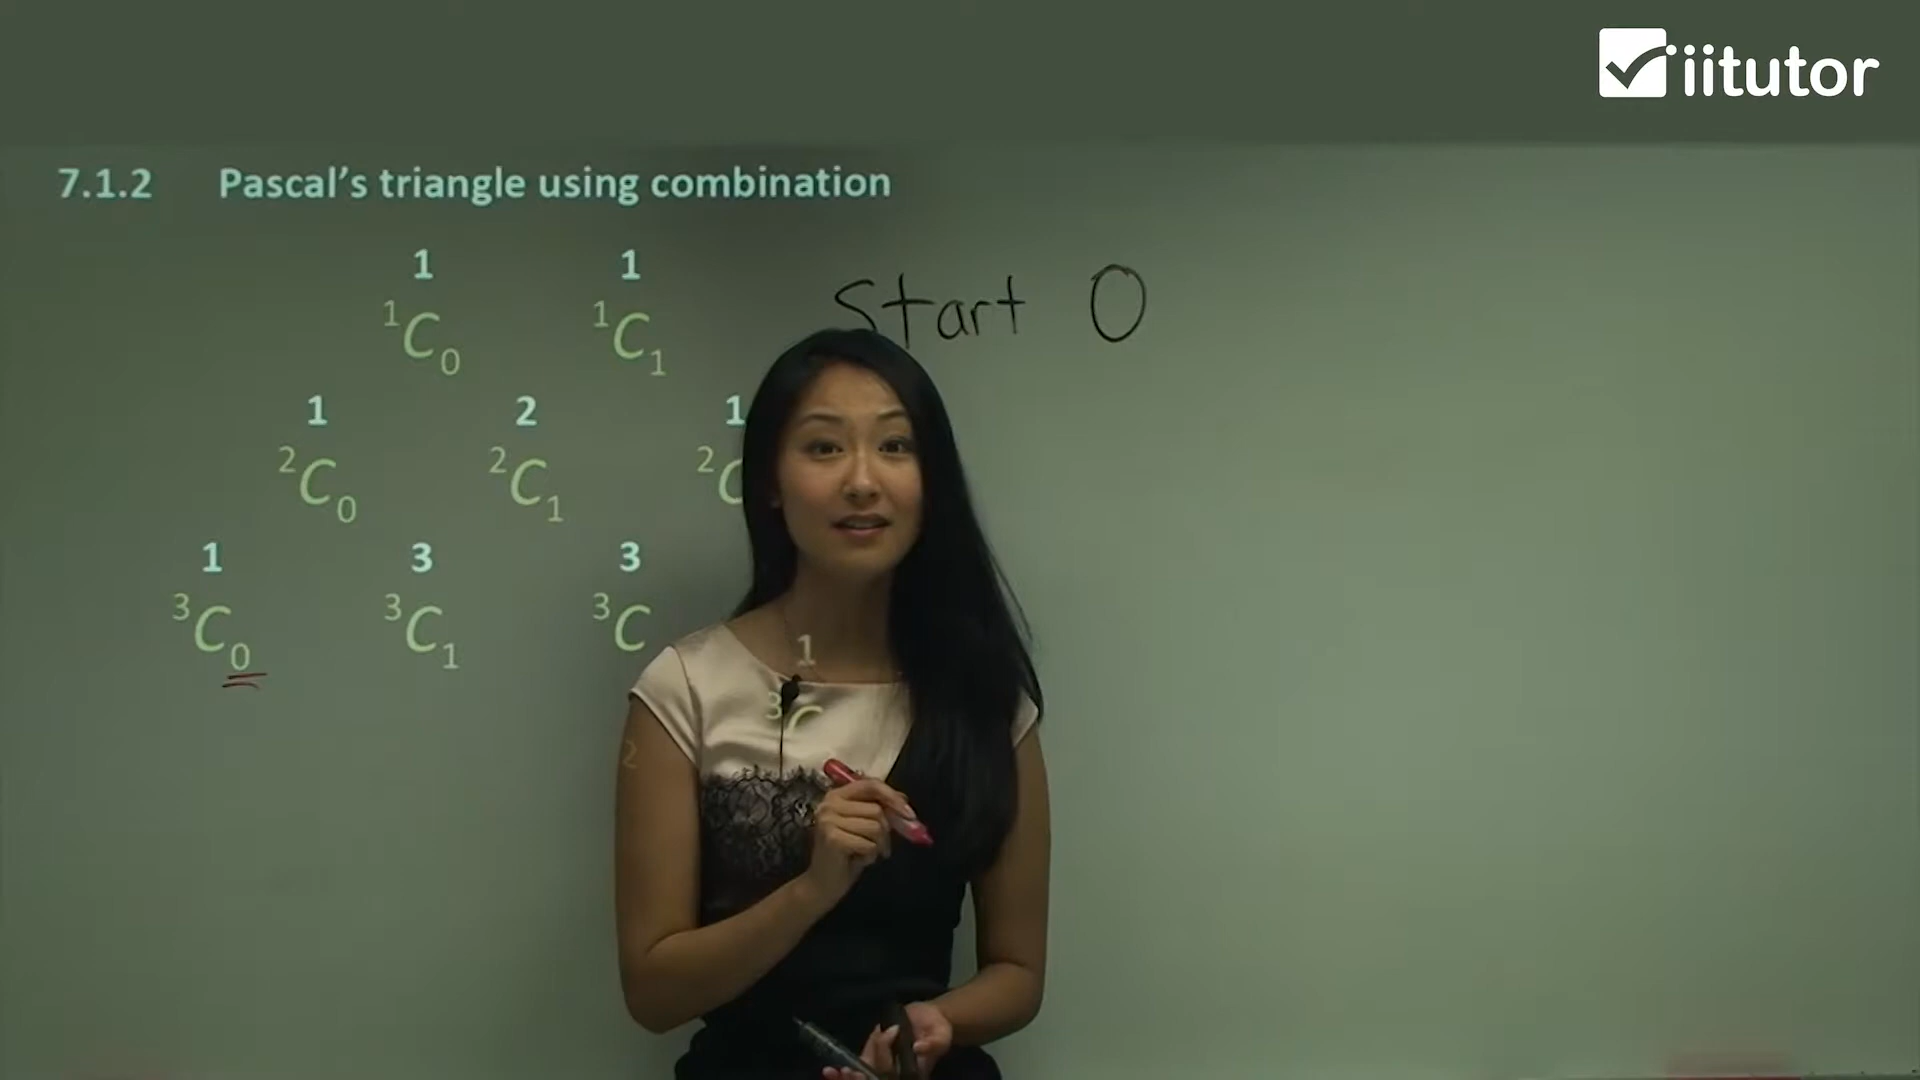 iitutor
7.1.2 Pascal's triangle using combination
1 1
¹C₀ ¹C₁
Start 0
1 2 1
²C₀ ²C₁ ²C
1 3 3 1
³C₀ ³C₁ ³C ³C
2